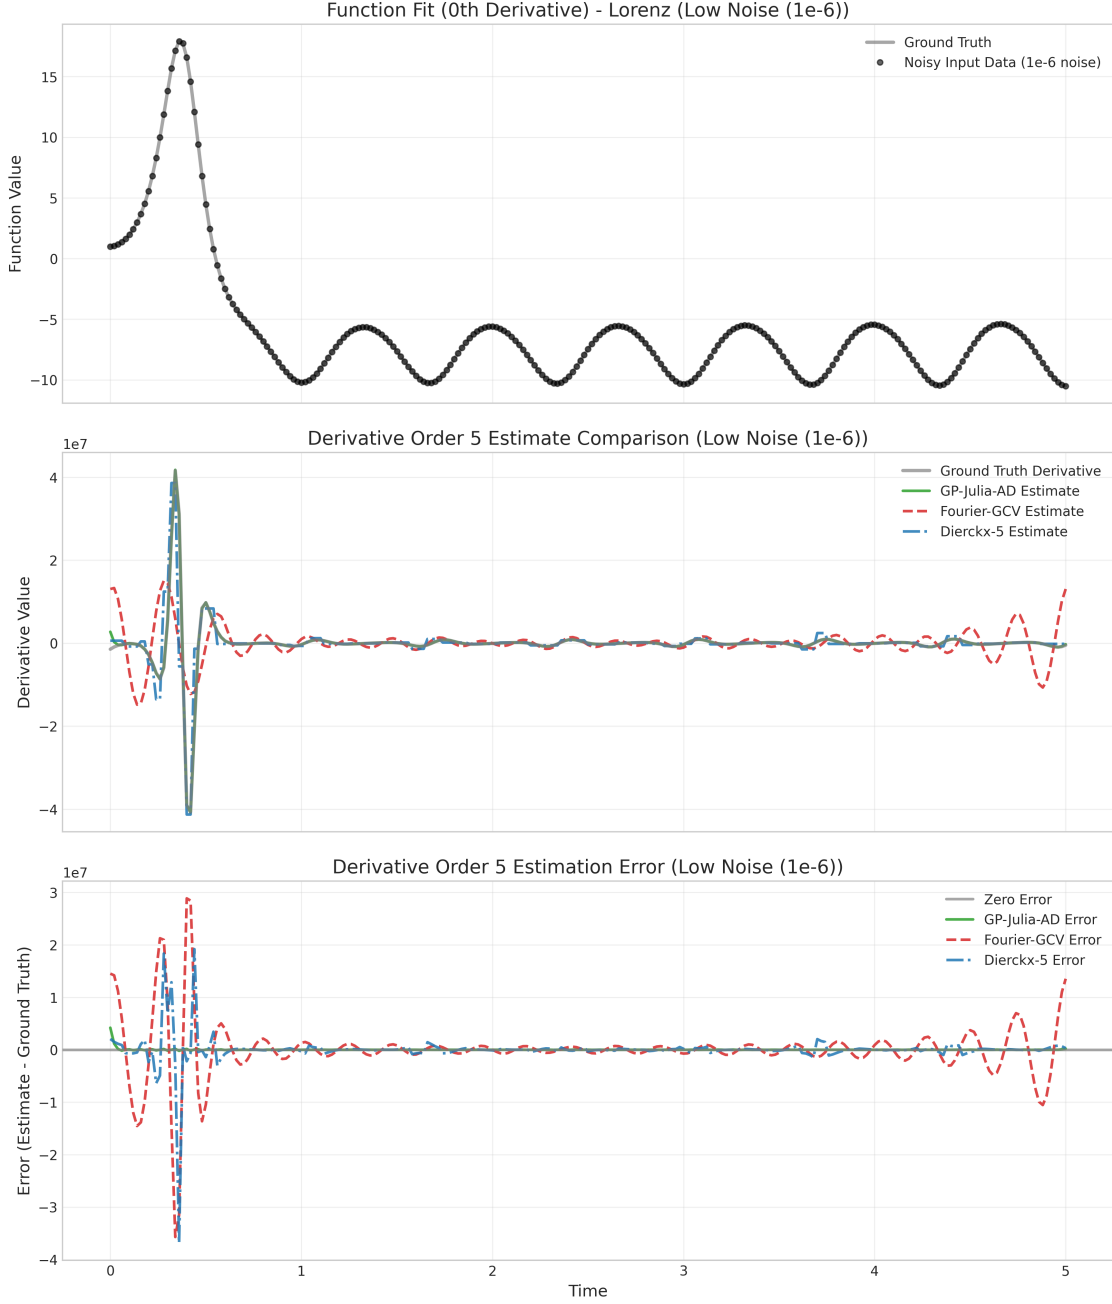 Function Fit (0th Derivative) - Lorenz (Low Noise (1e-6))
Ground Truth
Noisy Input Data (1e-6 noise)
Function Value
15
10
5
0
−5
−10
1e7
Derivative Order 5 Estimate Comparison (Low Noise (1e-6))
Ground Truth Derivative
GP-Julia-AD Estimate
Fourier-GCV Estimate
Dierckx-5 Estimate
Derivative Value
4
2
0
−2
−4
1e7
Derivative Order 5 Estimation Error (Low Noise (1e-6))
Zero Error
GP-Julia-AD Error
Fourier-GCV Error
Dierckx-5 Error
Error (Estimate - Ground Truth)
3
2
1
0
−1
−2
−3
−4
0 1 2 3 4 5
Time